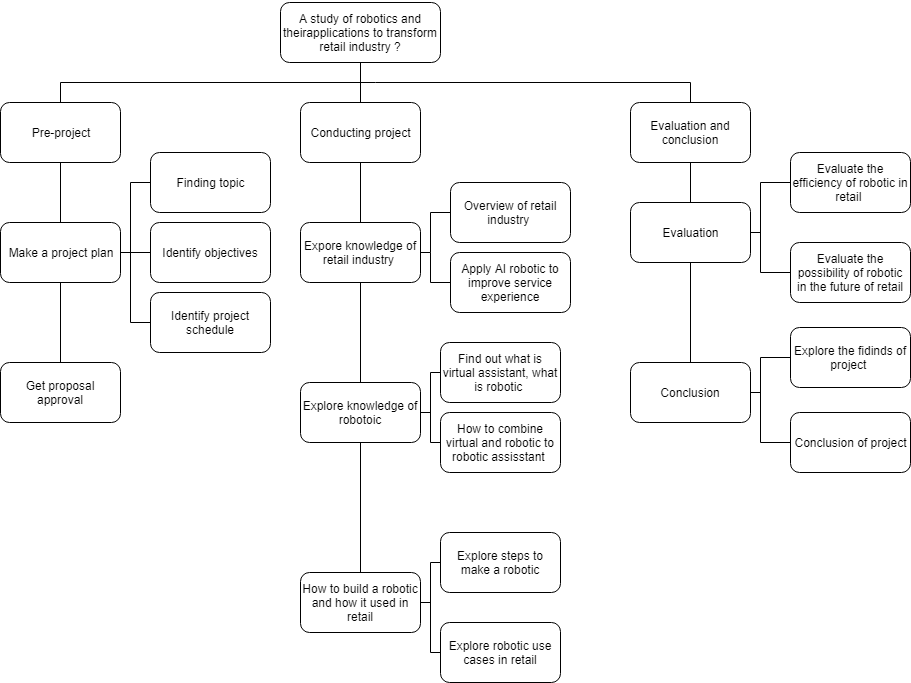 A study of robotics and
theirapplications to transform
retail industry ?
Pre-project
Make a project plan
Finding topic
Identify objectives
Identify project
schedule
Get proposal
approval
Conducting project
Expore knowledge of
retail industry
Overview of retail
industry
Apply AI robotic to
improve service
experience
Explore knowledge of
robotoic
Find out what is
virtual assistant, what
is robotic
How to combine
virtual and robotic to
robotic assisstant
How to build a robotic
and how it used in
retail
Explore steps to
make a robotic
Explore robotic use
cases in retail
Evaluation and
conclusion
Evaluation
Evaluate the
efficiency of robotic in
retail
Evaluate the
possibility of robotic
in the future of retail
Conclusion
Explore the fidinds of
project
Conclusion of project